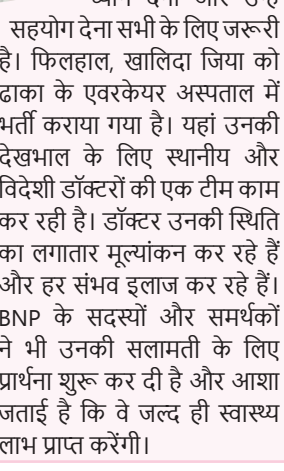 ध्यान देना और उन्हें
सहयोग देना सभी के लिए जरूरी
है। फिलहाल, खालिदा जिया को
ढाका के एवरकेयर अस्पताल में
भर्ती कराया गया है। यहां उनकी
देखभाल के लिए स्थानीय और
विदेशी डॉक्टरों की एक टीम काम
कर रही है। डॉक्टर उनकी स्थिति
का लगातार मूल्यांकन कर रहे हैं
और हर संभव इलाज कर रहे हैं।
BNP के सदस्यों और समर्थकों
ने भी उनकी सलामती के लिए
प्रार्थना शुरू कर दी है और आशा
जताई है कि वे जल्द ही स्वास्थ्य
लाभ प्राप्त करेंगी।